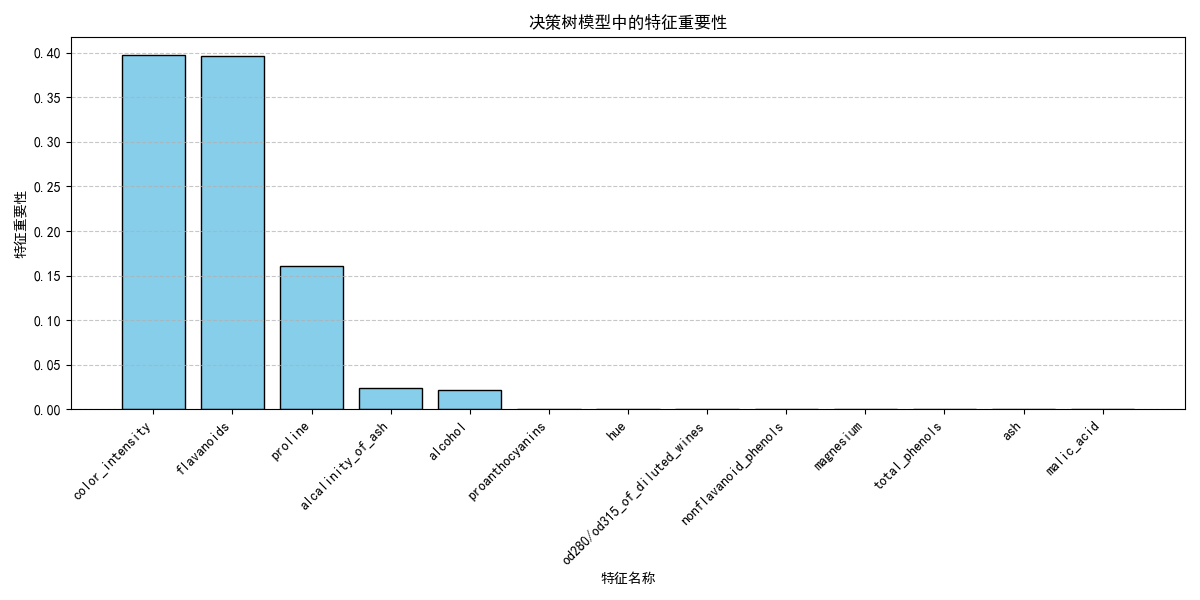 决策树模型中的特征重要性
0.40
0.35
0.30
0.25
0.20
0.15
0.10
0.05
0.00
特征重要性
color_intensity
flavanoids
proline
alcalinity_of_ash
alcohol
proanthocyanins
hue
od280/od315_of_diluted_wines
nonflavanoid_phenols
magnesium
total_phenols
ash
malic_acid
特征名称